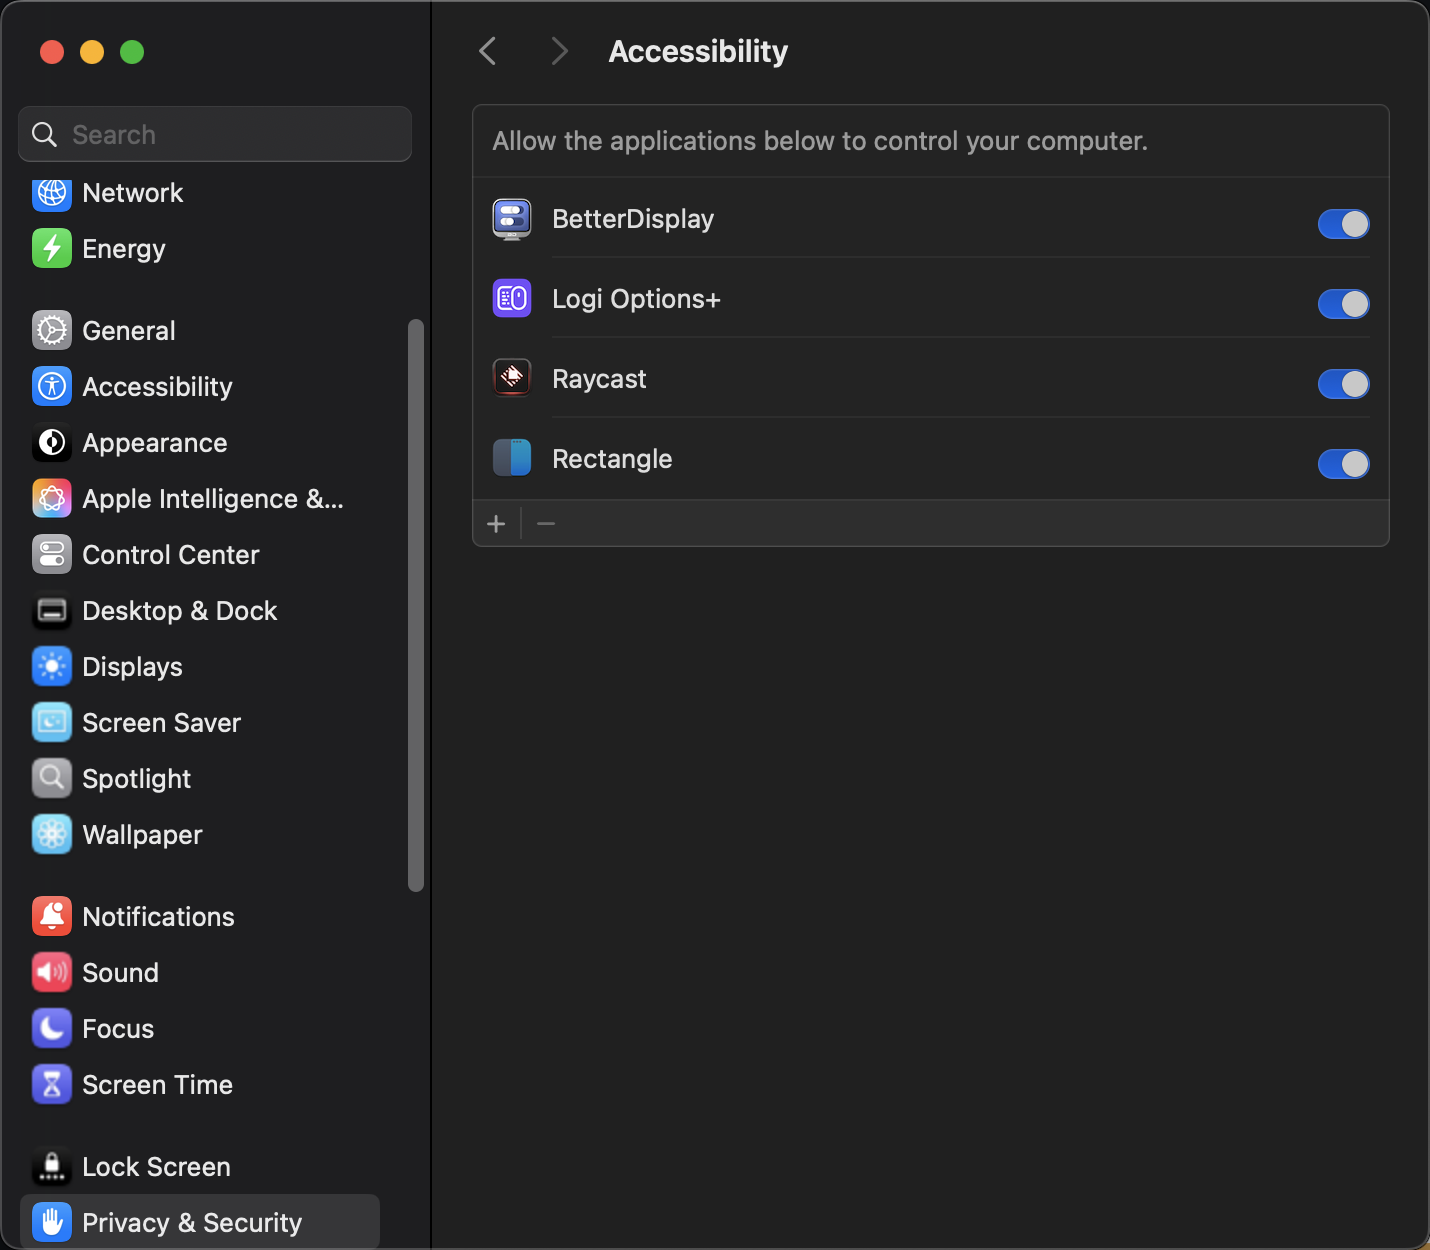 Search
Network
Energy
General
Accessibility
Appearance
Apple Intelligence &...
Control Center
Desktop & Dock
Displays
Screen Saver
Spotlight
Wallpaper
Notifications
Sound
Focus
Screen Time
Lock Screen
Privacy & Security
Accessibility
Allow the applications below to control your computer.
BetterDisplay
Logi Options+
Raycast
Rectangle